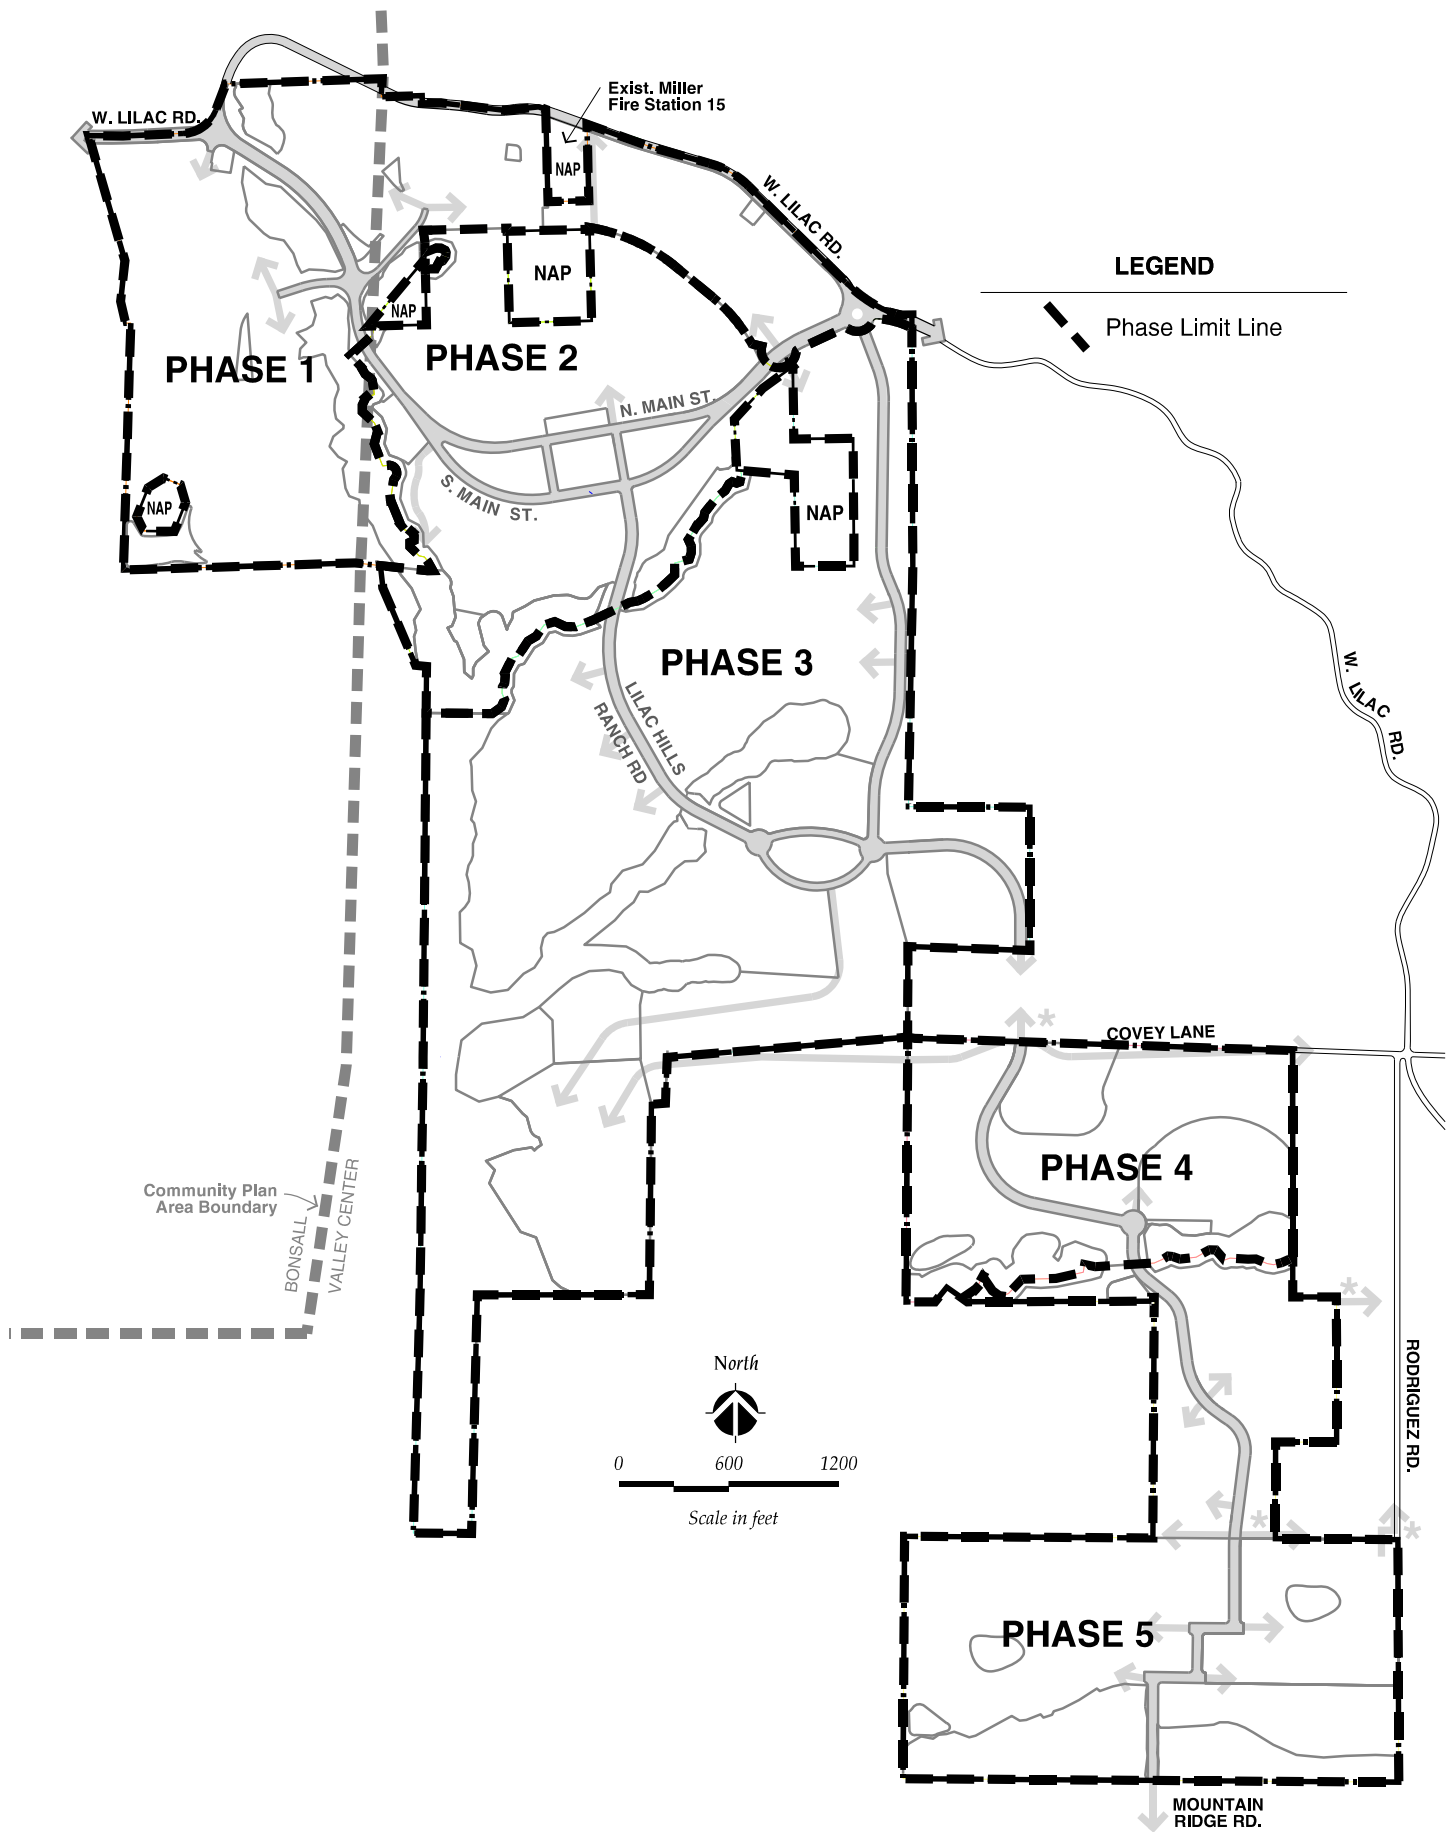 Exist. Miller
Fire Station 15
W. LILAC RD.
NAP
W. LILAC RD.
LEGEND
NAP
NAP
Phase Limit Line
PHASE 1
PHASE 2
N. MAIN ST.
S. MAIN ST.
NAP
NAP
PHASE 3
W. LILAC RD.
LILAC HILLS
RANCH RD
*
COVEY LANE
PHASE 4
Community Plan
Area Boundary
BONSALL
VALLEY CENTER
*
North
RODRIGUEZ RD.
0 600 1200
Scale in feet
*
*
PHASE 5
MOUNTAIN
RIDGE RD.